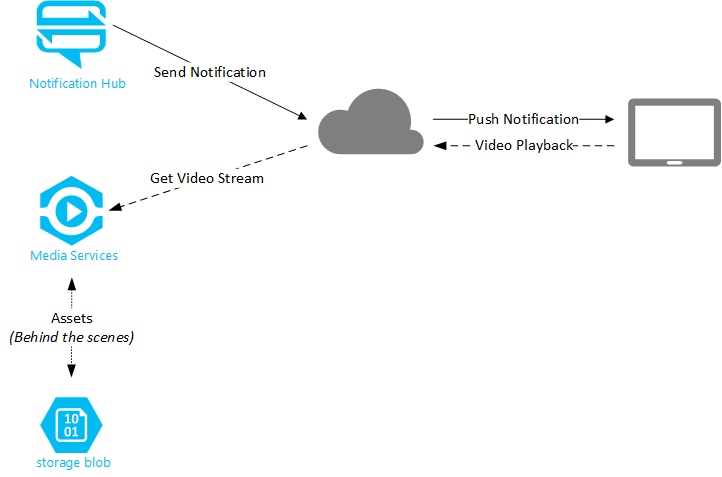 Notification Hub
Send Notification
Push Notification
Video Playback
Get Video Stream
Media Services
Assets
(Behind the scenes)
10
01
storage blob